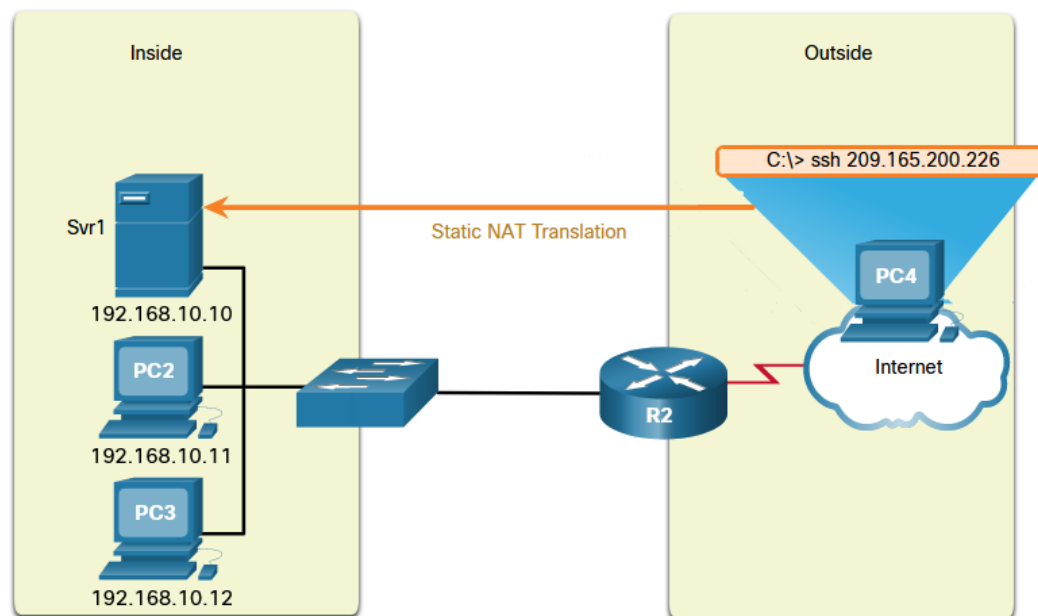 Inside
Outside
C:\> ssh 209.165.200.226
Svr1
Static NAT Translation
PC4
192.168.10.10
PC2
Internet
R2
192.168.10.11
PC3
192.168.10.12